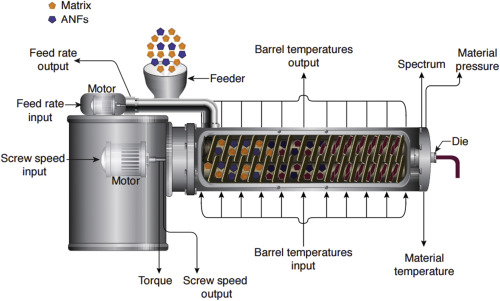 Matrix
ANFs
Feed rate
output
Feeder
Barrel temperatures
output
Spectrum
Material
pressure
Motor
Feed rate
input
Screw speed
input
Motor
Die
Torque
Screw speed
output
Barrel temperatures
input
Material
temperature